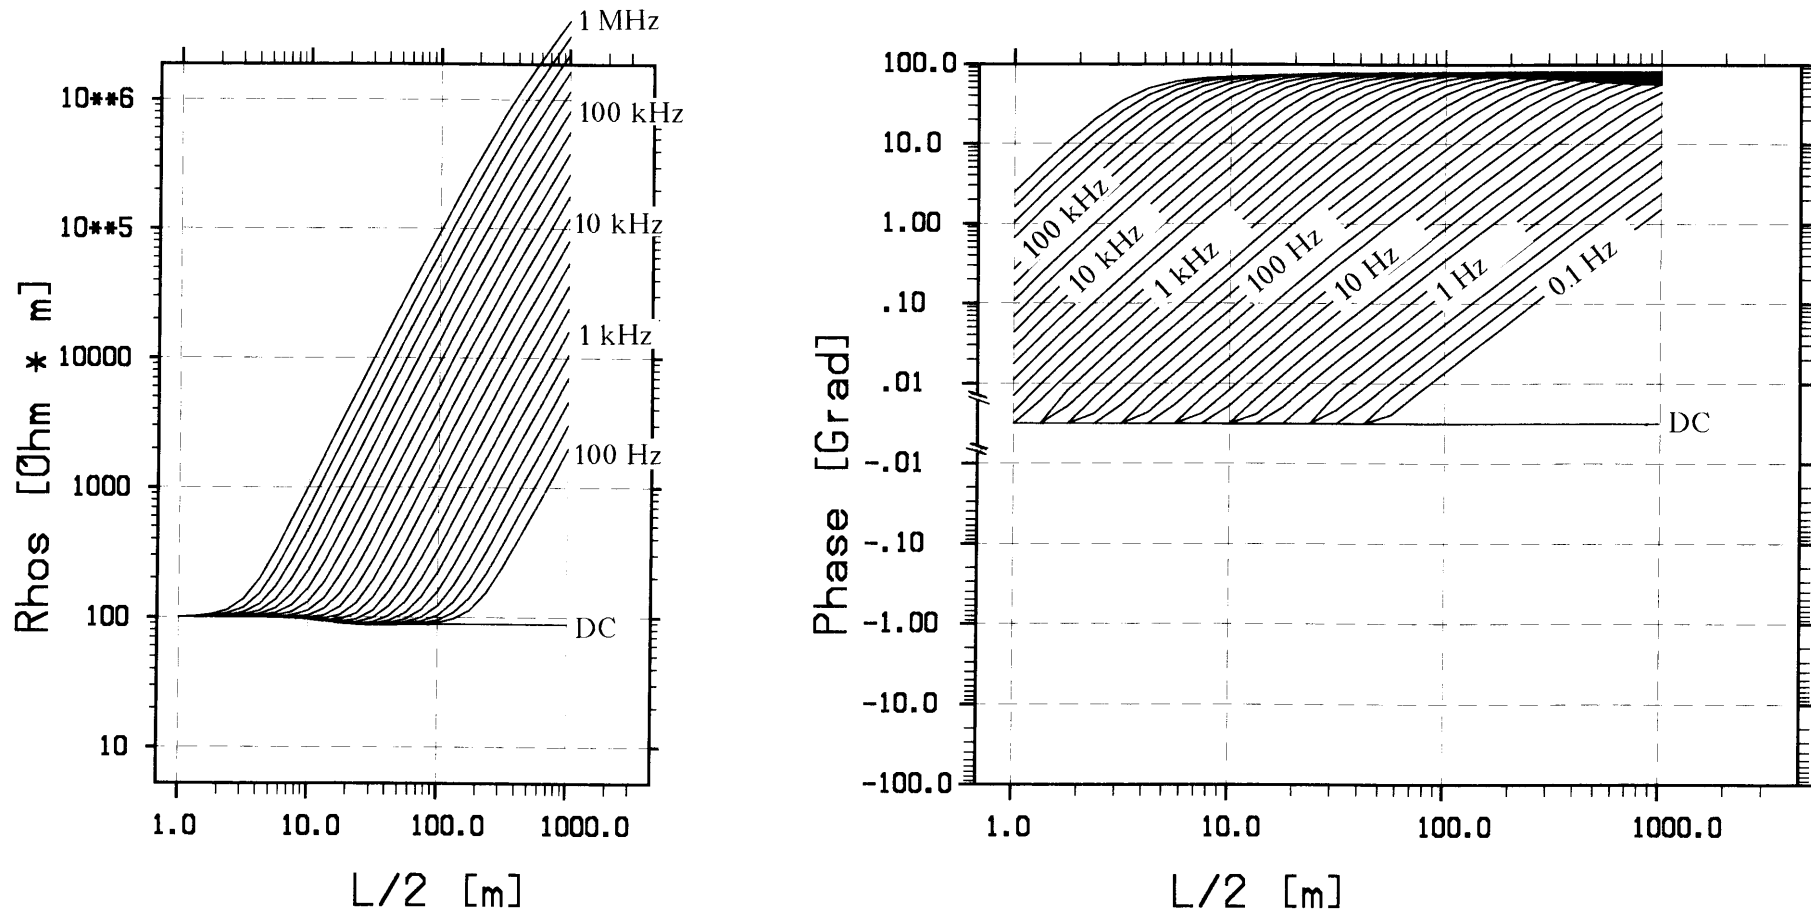 1 MHz
10**6
100 kHz
10**5
10 kHz
10000
1 kHz
1000
100 Hz
100
DC
10
1.0 10.0 100.0 1000.0
L/2 [m]
Rhos [Ohm * m]
100.0
10.0
1.00
.10
.01
-.01
-.10
-1.00
-10.0
-100.0
100 kHz
10 kHz
1 kHz
100 Hz
10 Hz
1 Hz
0.1 Hz
DC
1.0 10.0 100.0 1000.0
L/2 [m]
Phase [Grad]